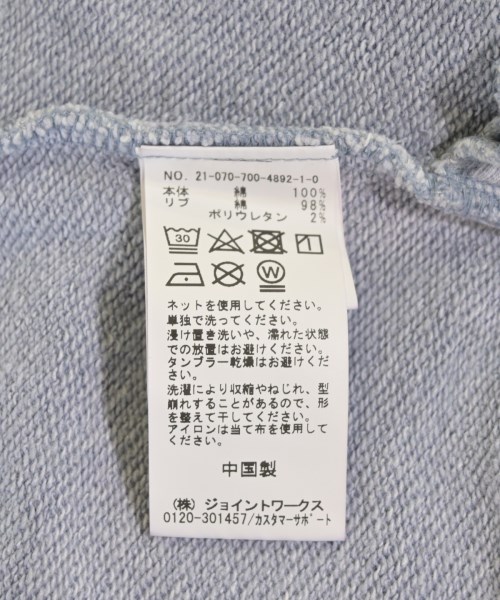 NO. 21-070-700-4892-1-0
本体 綿 100%
リブ 綿 98%
ポリウレタン 2%
30
W
ネットを使用してください。
単独で洗ってください。
浸け置き洗いや、濡れた状態
での放置はお避けください。
タンブラー乾燥はお避けくださ
い。
洗濯により収縮やねじれ、型
崩れすることがあるので、形
を整えて干してください。
アイロンは当て布を使用して
ください。
中国製
(株) ジョイントワークス
0120-301457/カスタマーサポート